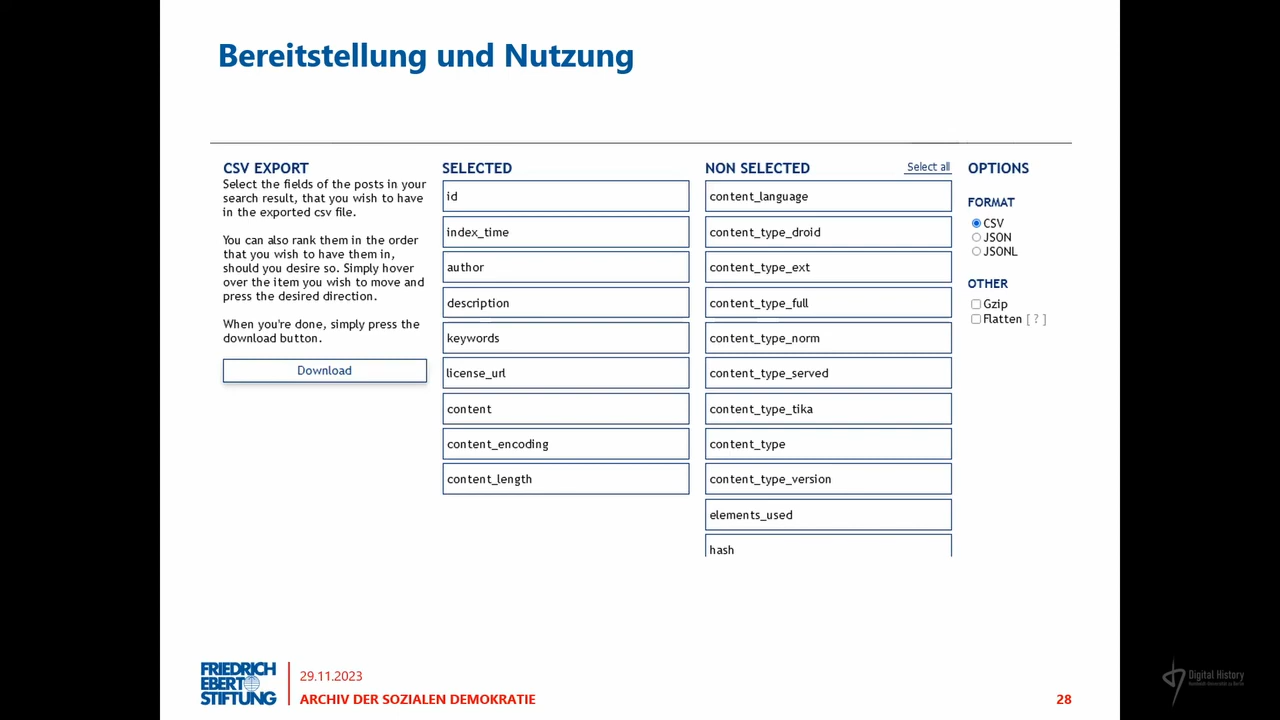 Bereitstellung und Nutzung
CSV EXPORT
Select the fields of the posts in your
search result, that you wish to have
in the exported csv file.
You can also rank them in the order
that you wish to have them in,
should you desire so. Simply hover
over the item you wish to move and
press the desired direction.
When you're done, simply press the
download button.
Download
SELECTED
id
index_time
author
description
keywords
license_url
content
content_encoding
content_length
NON SELECTED
Select all
content_language
content_type_droid
content_type_ext
content_type_full
content_type_norm
content_type_served
content_type_tika
content_type
content_type_version
elements_used
hash
OPTIONS
FORMAT
CSV
JSON
JSONL
OTHER
Gzip
Flatten [ ? ]
FRIEDRICH
EBERT
STIFTUNG
29.11.2023
ARCHIV DER SOZIALEN DEMOKRATIE
28
Digital History